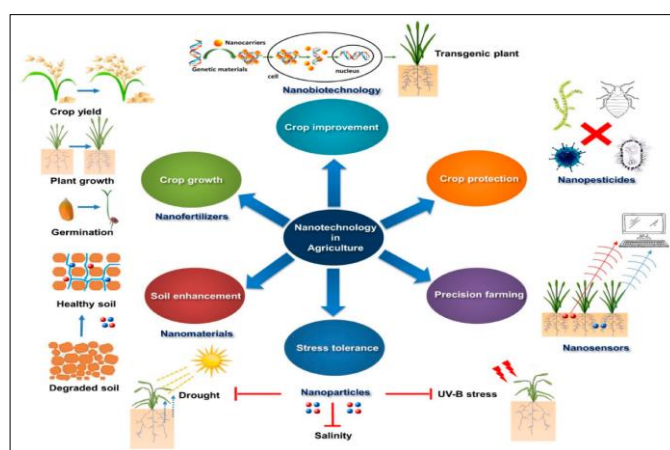 Nanocarriers
Genetic materials
cell
nucleus
Transgenic plant
Nanobiotechnology
Crop yield
Crop improvement
Plant growth
Crop growth
Crop protection
Nanopesticides
Nanofertilizers
Germination
Nanotechnology
in
Agriculture
Healthy soil
Soil enhancement
Precision farming
Nanomaterials
Nanosensors
Stress tolerance
Degraded soil
Drought
Nanoparticles
UV-B stress
Salinity